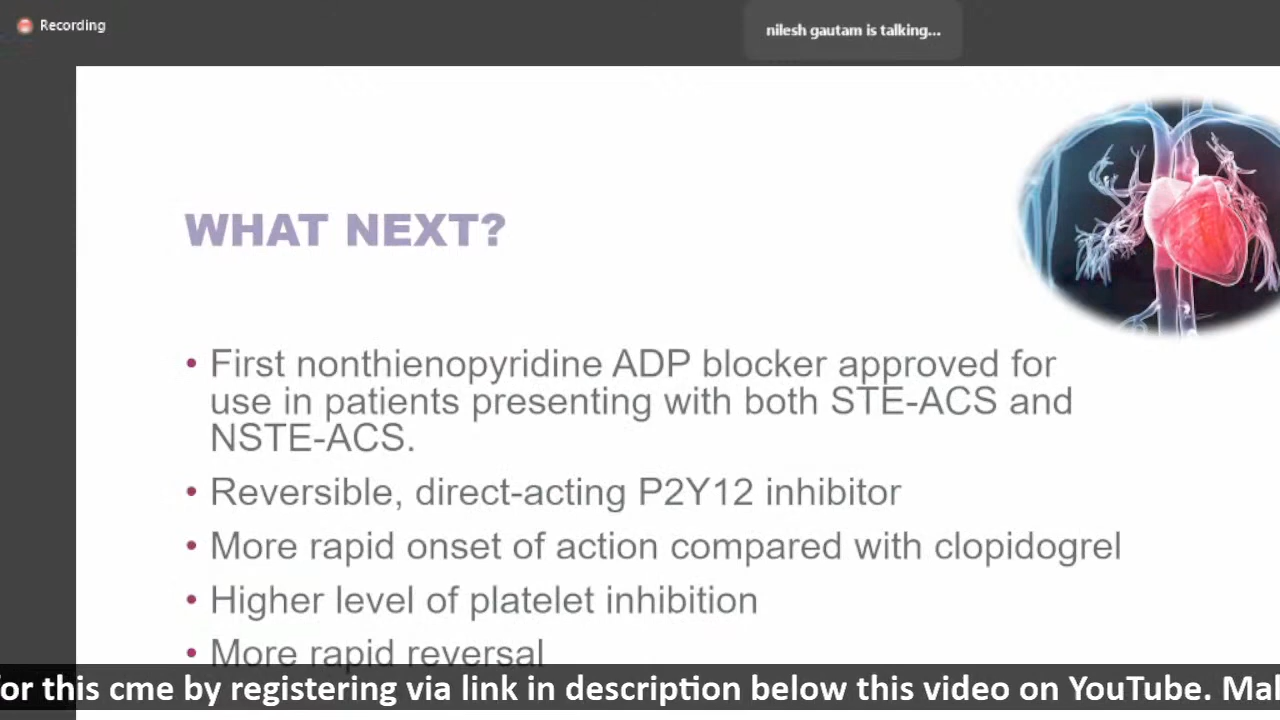 Recording
nilesh gautam is talking...
WHAT NEXT?
• First nonthienopyridine ADP blocker approved for
use in patients presenting with both STE-ACS and
NSTE-ACS.
• Reversible, direct-acting P2Y12 inhibitor
• More rapid onset of action compared with clopidogrel
• Higher level of platelet inhibition
• More rapid reversal
for this cme by registering via link in description below this video on YouTube.